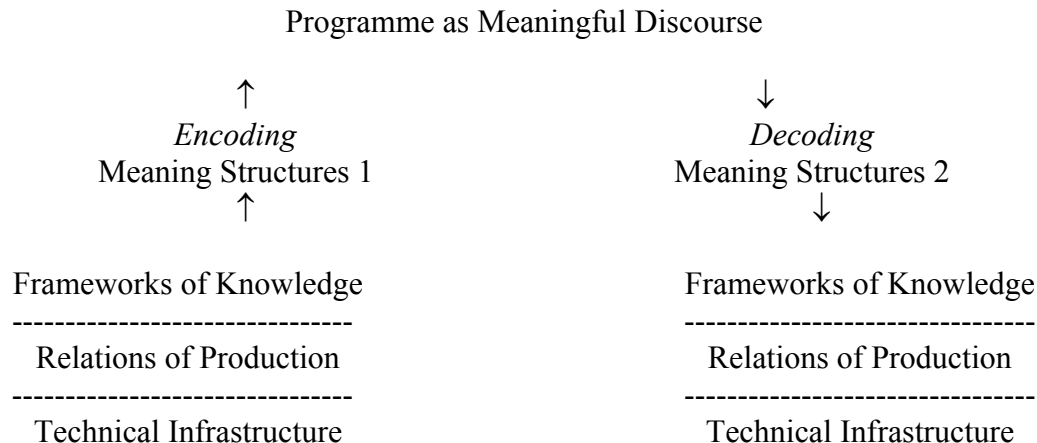 Programme as Meaningful Discourse
↑ ↓
Encoding Decoding
Meaning Structures 1 Meaning Structures 2
↑ ↓
Frameworks of Knowledge Frameworks of Knowledge
-------------------------------- ---------------------------------
Relations of Production Relations of Production
-------------------------------- ---------------------------------
Technical Infrastructure Technical Infrastructure